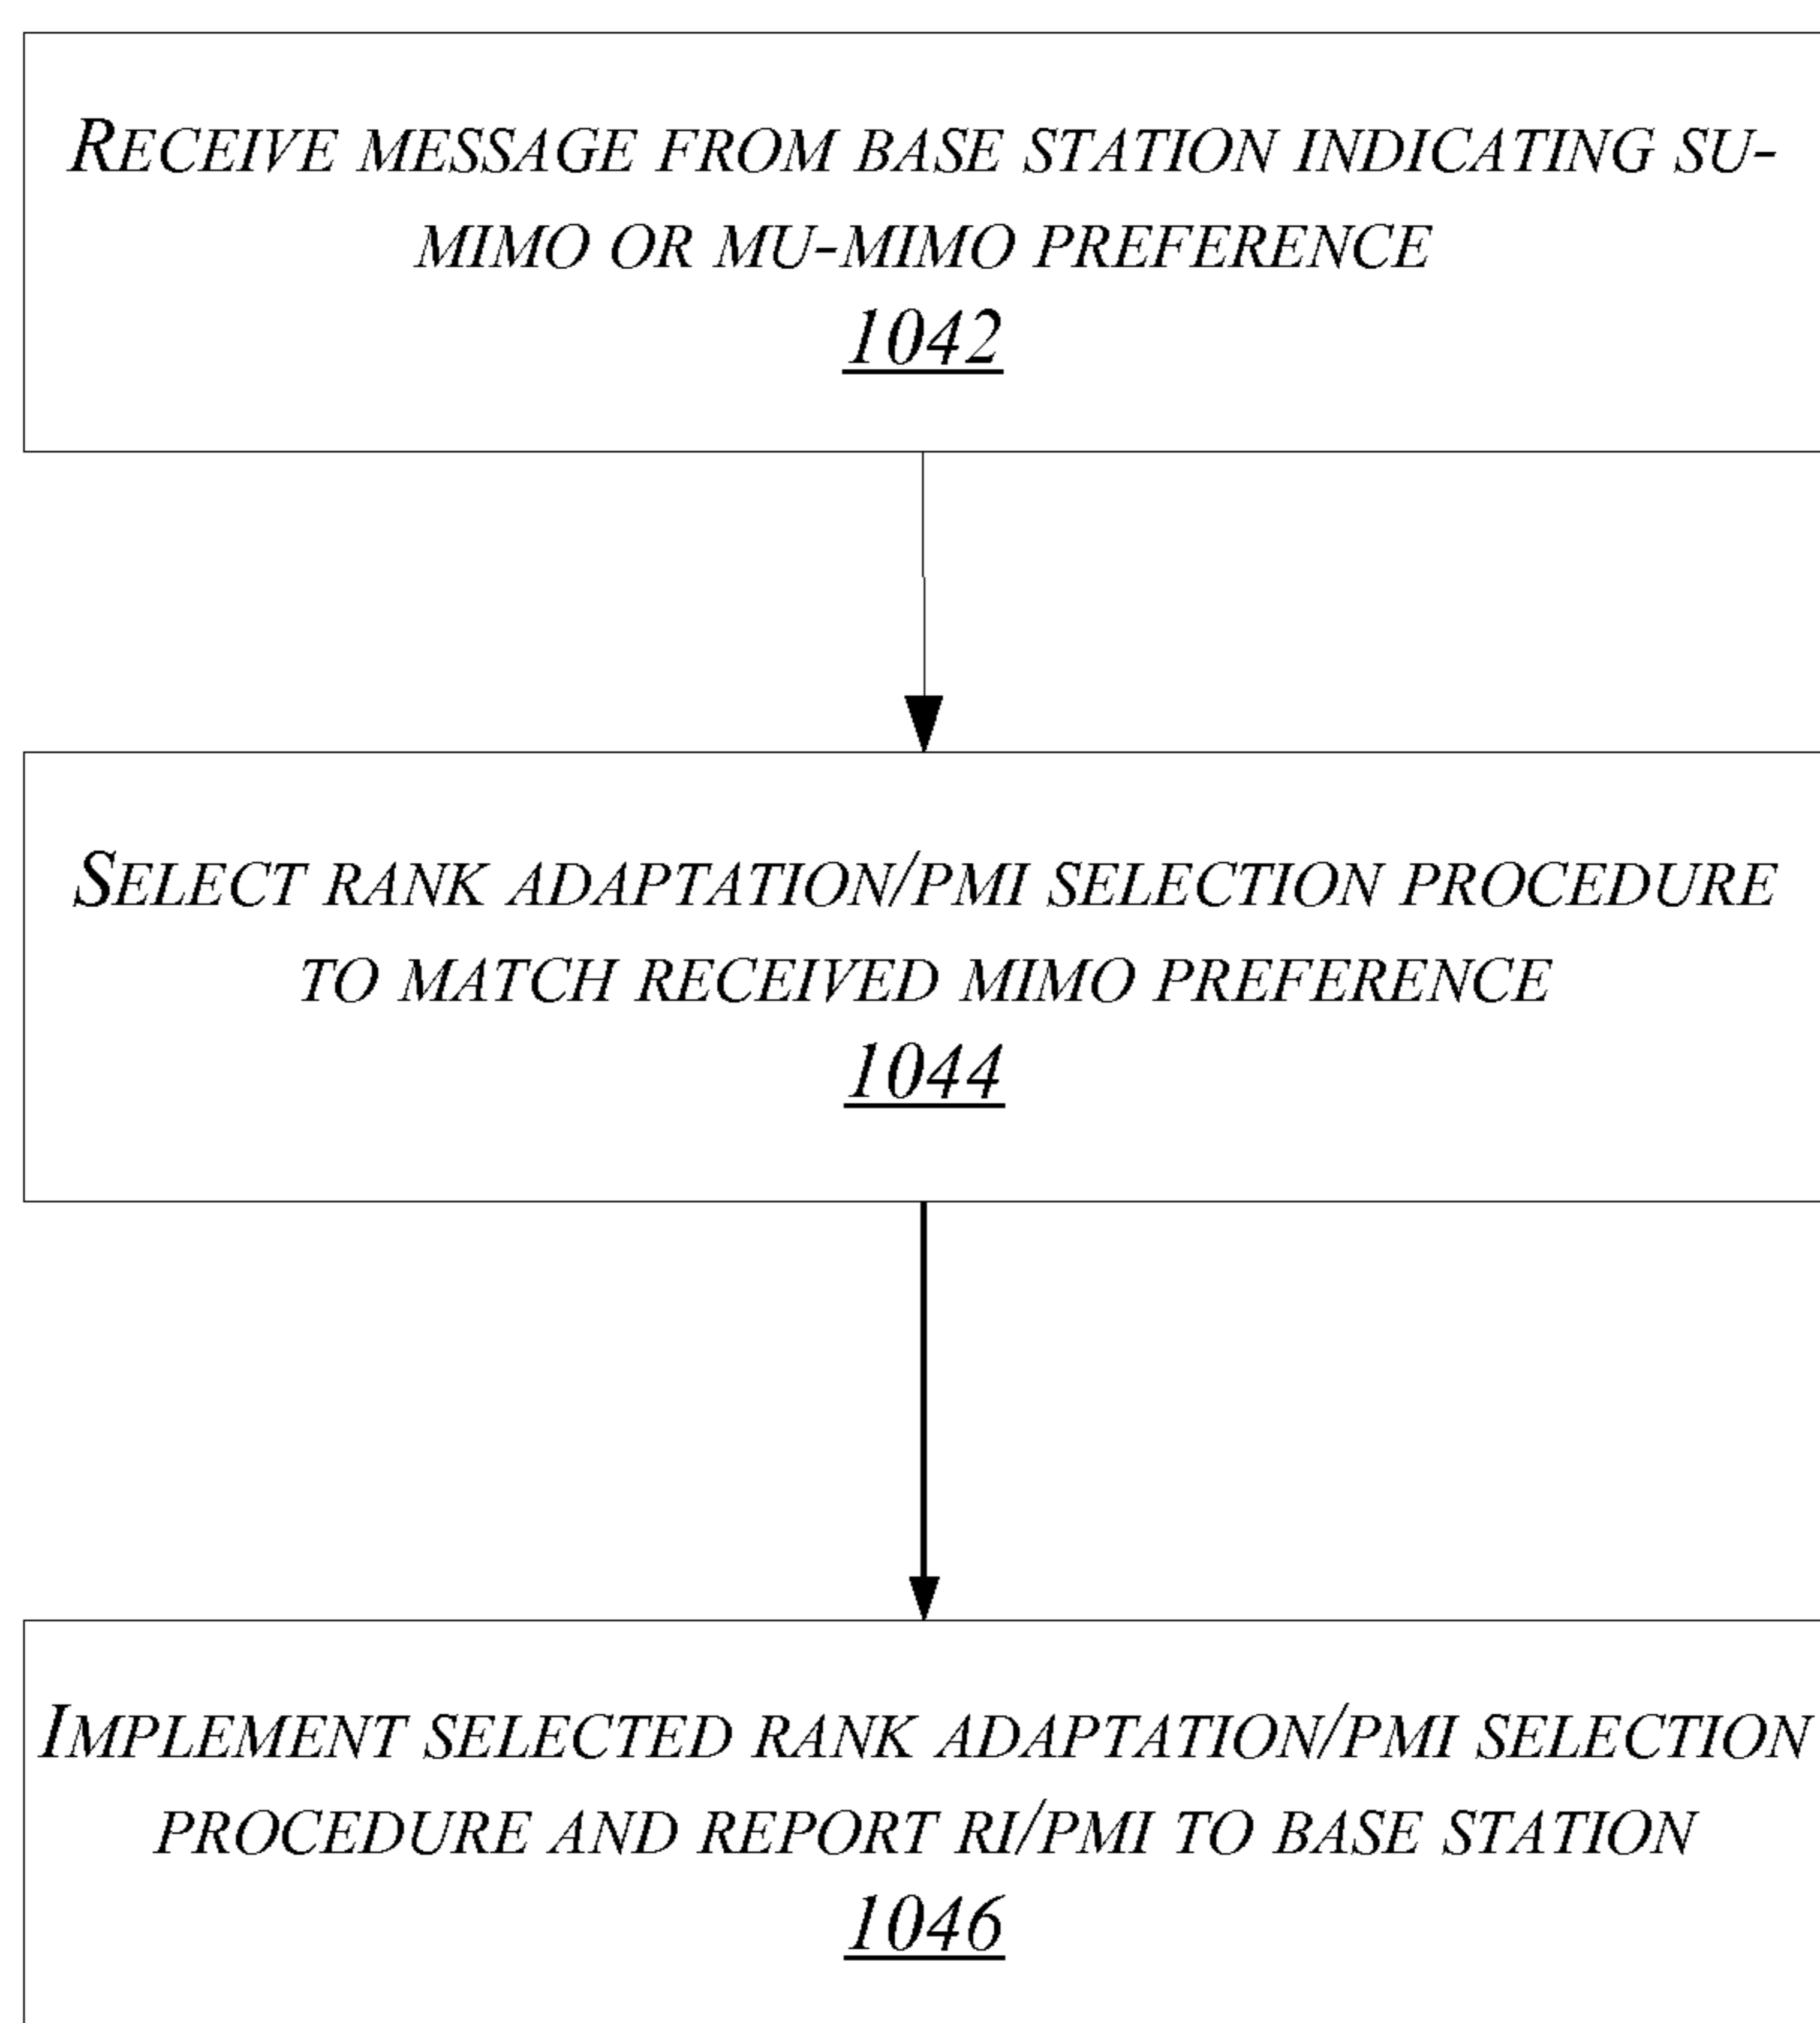 RECEIVE MESSAGE FROM BASE STATION INDICATING SU-
MIMO OR MU-MIMO PREFERENCE
1042
SELECT RANK ADAPTATION/PMI SELECTION PROCEDURE
TO MATCH RECEIVED MIMO PREFERENCE
1044
IMPLEMENT SELECTED RANK ADAPTATION/PMI SELECTION
PROCEDURE AND REPORT RI/PMI TO BASE STATION
1046